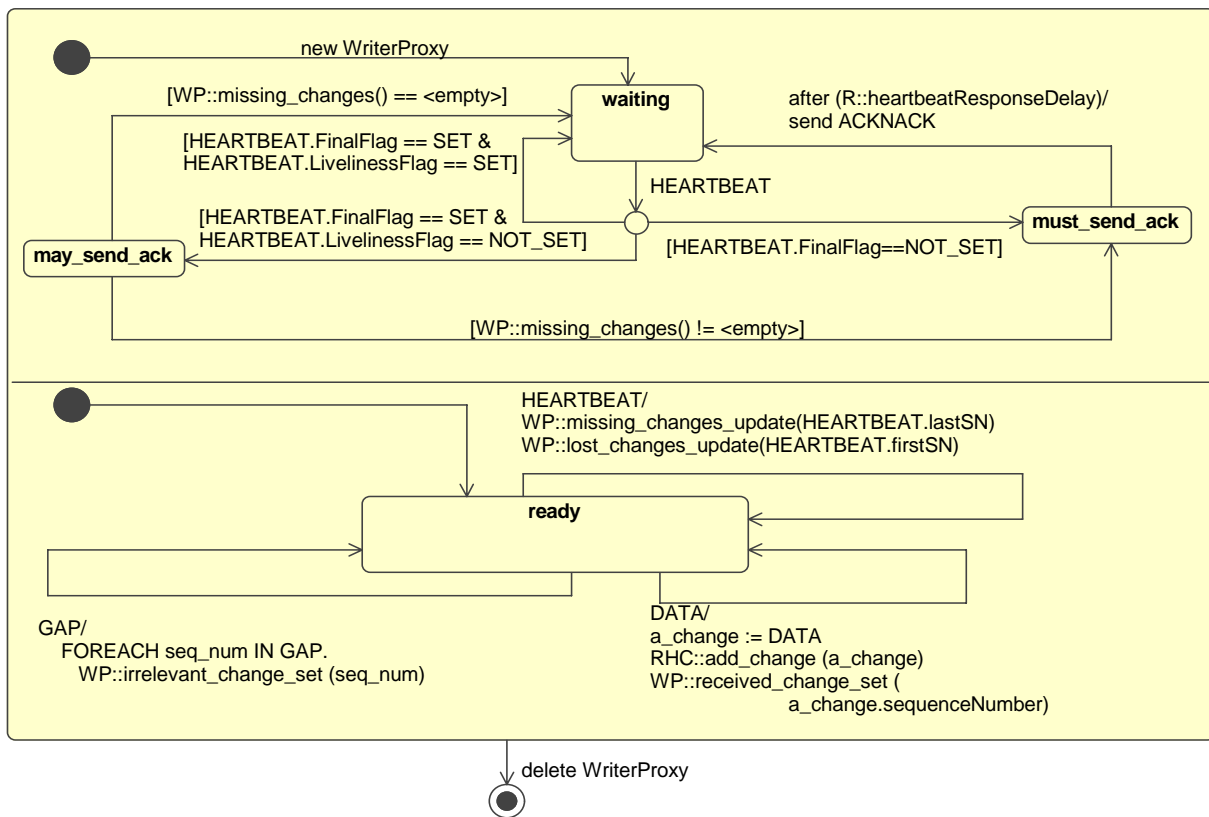 new WriterProxy
[WP::missing_changes() == <empty>]
waiting
after (R::heartbeatResponseDelay)/
send ACKNACK
[HEARTBEAT.FinalFlag == SET &
HEARTBEAT.LivelinessFlag == SET]
HEARTBEAT
[HEARTBEAT.FinalFlag == SET &
HEARTBEAT.LivelinessFlag == NOT_SET]
must_send_ack
may_send_ack
[HEARTBEAT.FinalFlag==NOT_SET]
[WP::missing_changes() != <empty>]
HEARTBEAT/
WP::missing_changes_update(HEARTBEAT.lastSN)
WP::lost_changes_update(HEARTBEAT.firstSN)
ready
GAP/
FOREACH seq_num IN GAP.
WP::irrelevant_change_set (seq_num)
DATA/
a_change := DATA
RHC::add_change (a_change)
WP::received_change_set (
a_change.sequenceNumber)
delete WriterProxy